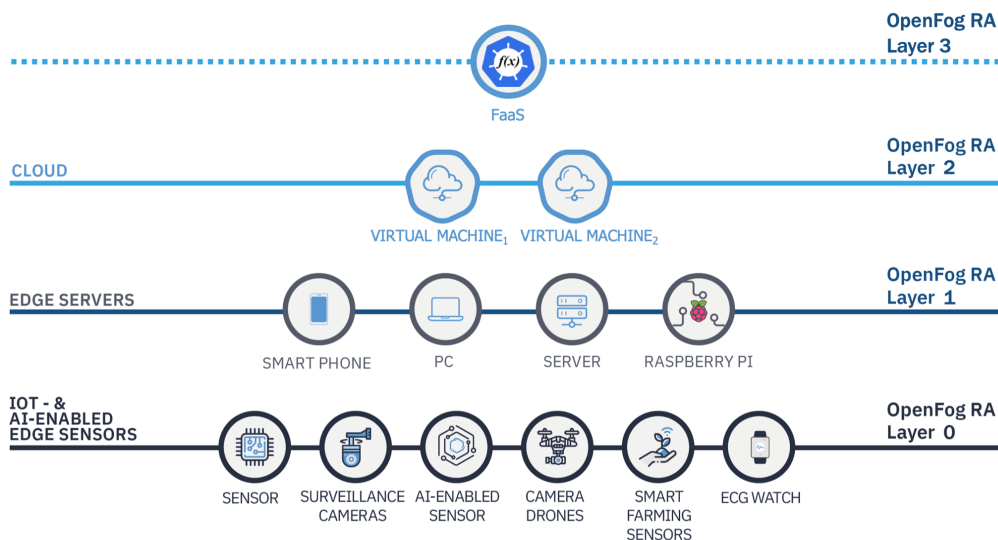 OpenFog RA
Layer 3
f(x)
FaaS
CLOUD
OpenFog RA
Layer 2
VIRTUAL MACHINE₁ VIRTUAL MACHINE₂
EDGE SERVERS
OpenFog RA
Layer 1
SMART PHONE PC SERVER RASPBERRY PI
IOT - &
AI-ENABLED
EDGE SENSORS
OpenFog RA
Layer 0
SENSOR SURVEILLANCE AI-ENABLED CAMERA SMART ECG WATCH
CAMERAS SENSOR DRONES FARMING
SENSORS